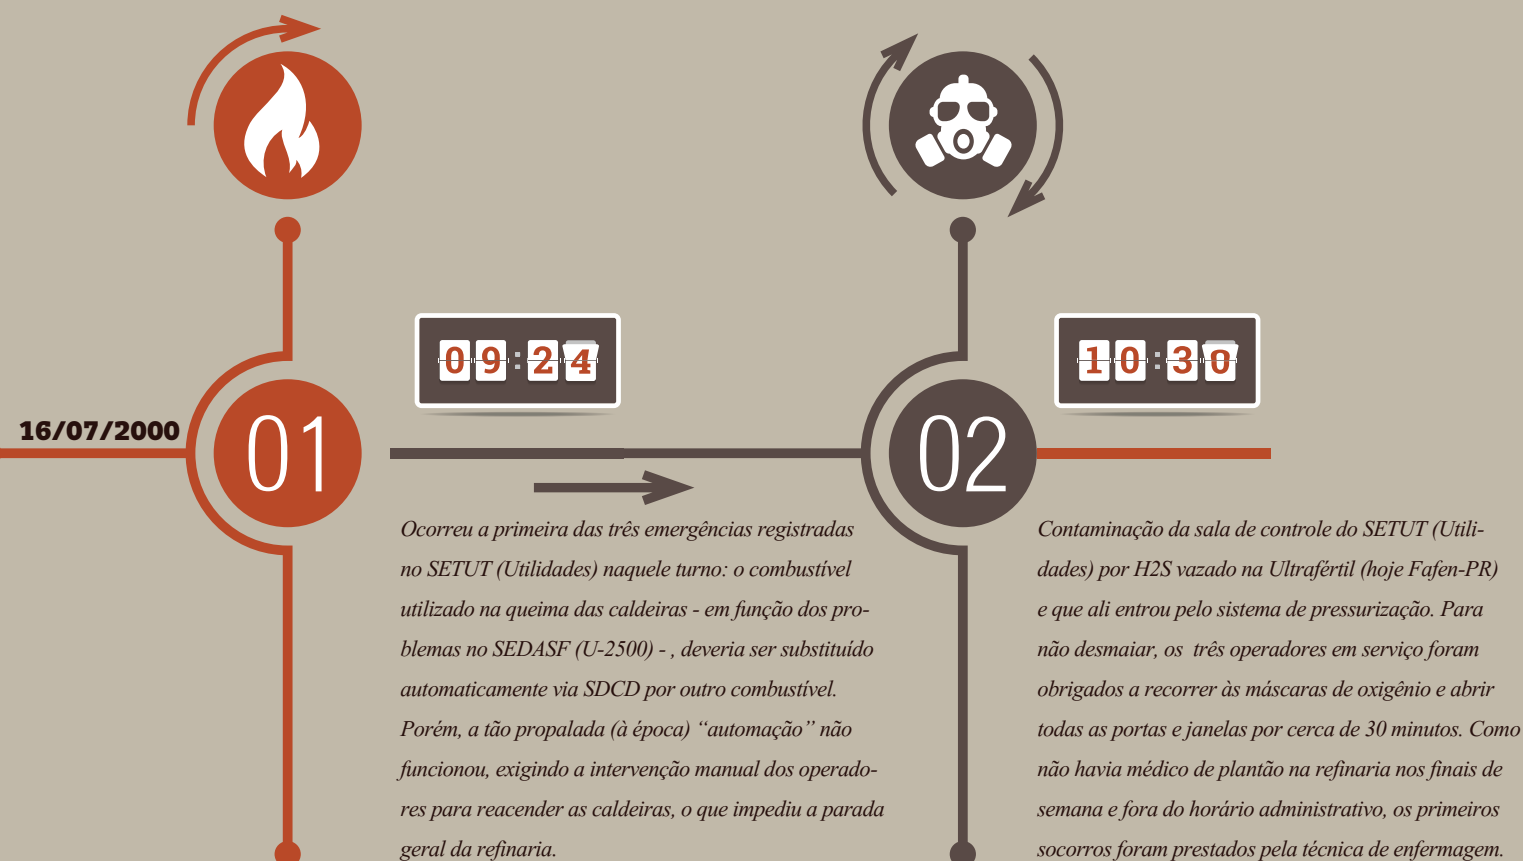 16/07/2000
01
09:24
Ocorreu a primeira das três emergências registradas
no SETUT (Utilidades) naquele turno: o combustível
utilizado na queima das caldeiras - em função dos pro-
blemas no SEDASF (U-2500) - , deveria ser substituído
automaticamente via SDCD por outro combustível.
Porém, a tão propalada (à época) “automação” não
funcionou, exigindo a intervenção manual dos operado-
res para reacender as caldeiras, o que impediu a parada
geral da refinaria.
02
10:30
Contaminação da sala de controle do SETUT (Utili-
dades) por H2S vazado na Ultrafértil (hoje Fafen-PR)
e que ali entrou pelo sistema de pressurização. Para
não desmaiar, os  três operadores em serviço foram
obrigados a recorrer às máscaras de oxigênio e abrir
todas as portas e janelas por cerca de 30 minutos. Como
não havia médico de plantão na refinaria nos finais de
semana e fora do horário administrativo, os primeiros
socorros foram prestados pela técnica de enfermagem.